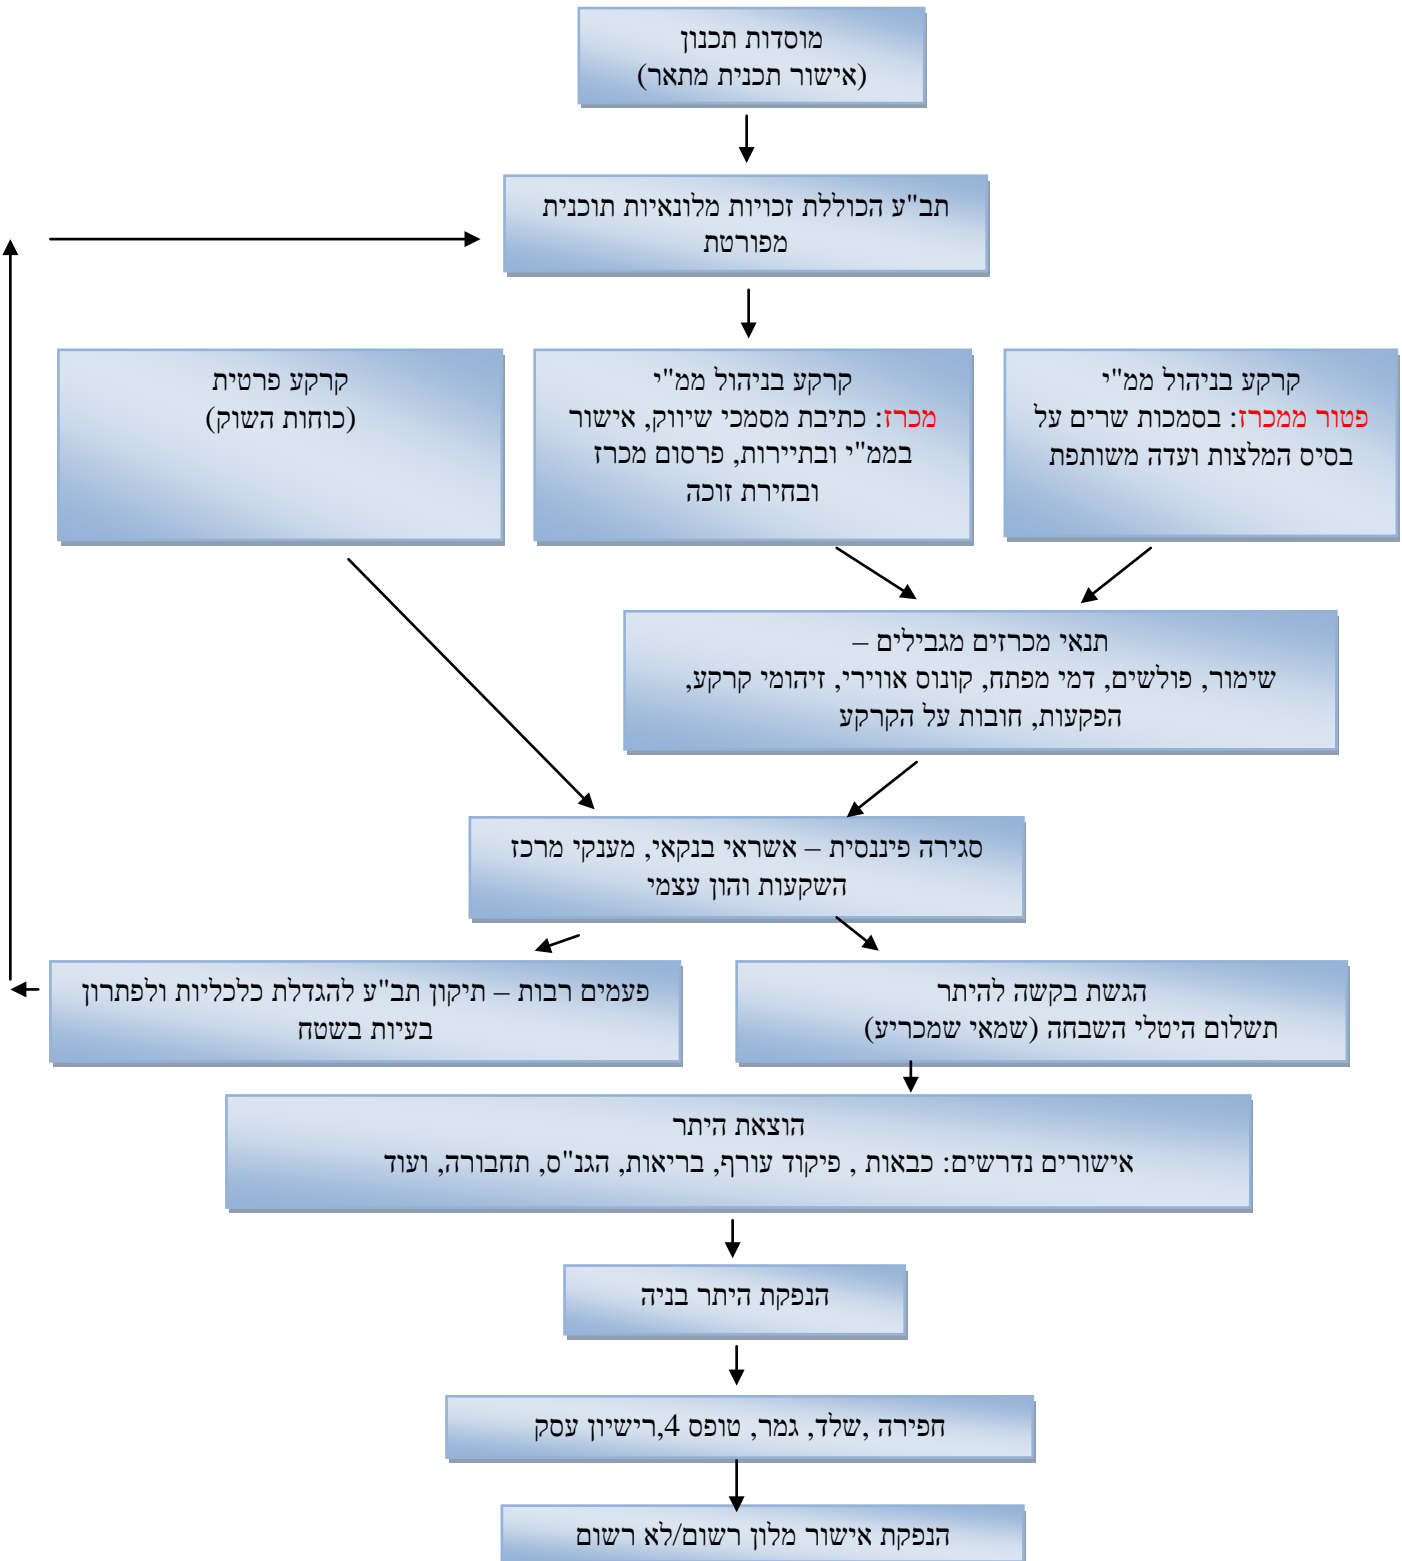 מוסדות תכנון
(אישור תכנית מתאר)
תב"ע הכוללת זכויות מלונאיות תוכנית
מפורטת
קרקע בניהול ממ"י
פטור ממכרז: בסמכות שרים על
בסיס המלצות ועדה משותפת
קרקע בניהול ממ"י
מכרז: כתיבת מסמכי שיווק, אישור
בממ"י ובתיירות, פרסום מכרז
ובחירת זוכה
קרקע פרטית
(כוחות השוק)
תנאי מכרזים מגבילים –
שימור, פולשים, דמי מפתח, קונוס אווירי, זיהומי קרקע,
הפקעות, חובות על הקרקע
סגירה פיננסית – אשראי בנקאי, מענקי מרכז
השקעות והון עצמי
הגשת בקשה להיתר
תשלום היטלי השבחה (שמאי שמכריע)
פעמים רבות – תיקון תב"ע להגדלת כלכליות ולפתרון
בעיות בשטח
הוצאת היתר
אישורים נדרשים: כבאות , פיקוד עורף, בריאות, הגנ"ס, תחבורה, ועוד
הנפקת היתר בניה
חפירה ,שלד, גמר, טופס 4,רישיון עסק
הנפקת אישור מלון רשום/לא רשום